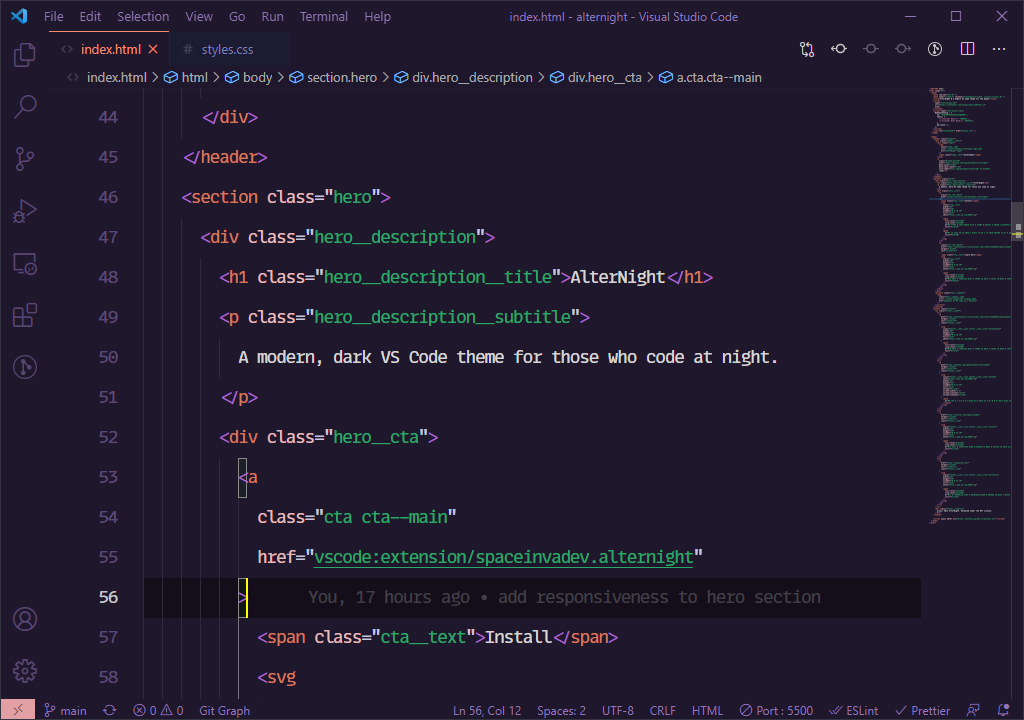 File Edit Selection View Go Run Terminal Help index.html - alternight - Visual Studio Code
index.html styles.css
index.html > html > body > section.hero > div.hero__description > div.hero__cta > a.cta.cta--main
44 </div>
45 </header>
46 <section class="hero">
47 <div class="hero__description">
48 <h1 class="hero__description__title">AlterNight</h1>
49 <p class="hero__description__subtitle">
50 A modern, dark VS Code theme for those who code at night.
51 </p>
52 <div class="hero__cta">
53 <a
54 class="cta cta--main"
55 href="vscode:extension/spaceinvadev.alternight"
56 > You, 17 hours ago • add responsiveness to hero section
57 <span class="cta__text">Install</span>
58 <svg
main 0 0 Git Graph Ln 56, Col 12 Spaces: 2 UTF-8 CRLF HTML Port : 5500 ESLint Prettier